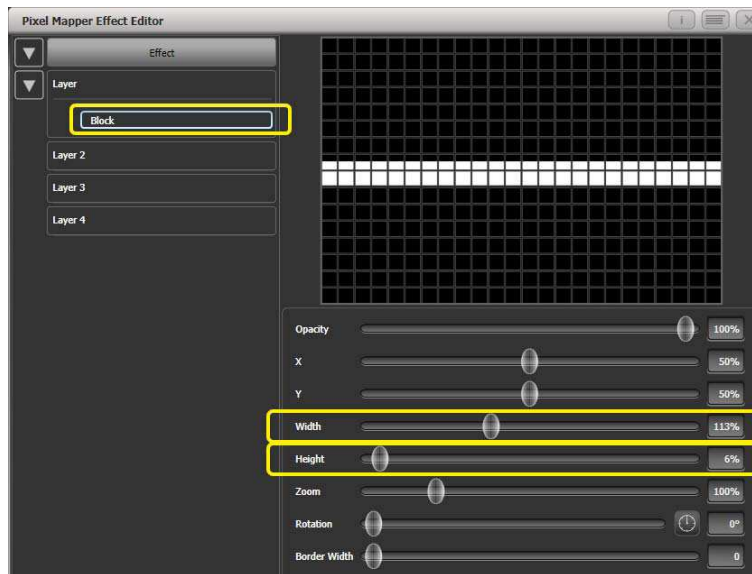 Pixel Mapper Effect Editor
i
Effect
Layer
Block
Layer 2
Layer 3
Layer 4
Opacity 100%
X 50%
Y 50%
Width 113%
Height 6%
Zoom 100%
Rotation 0°
Border Width 0